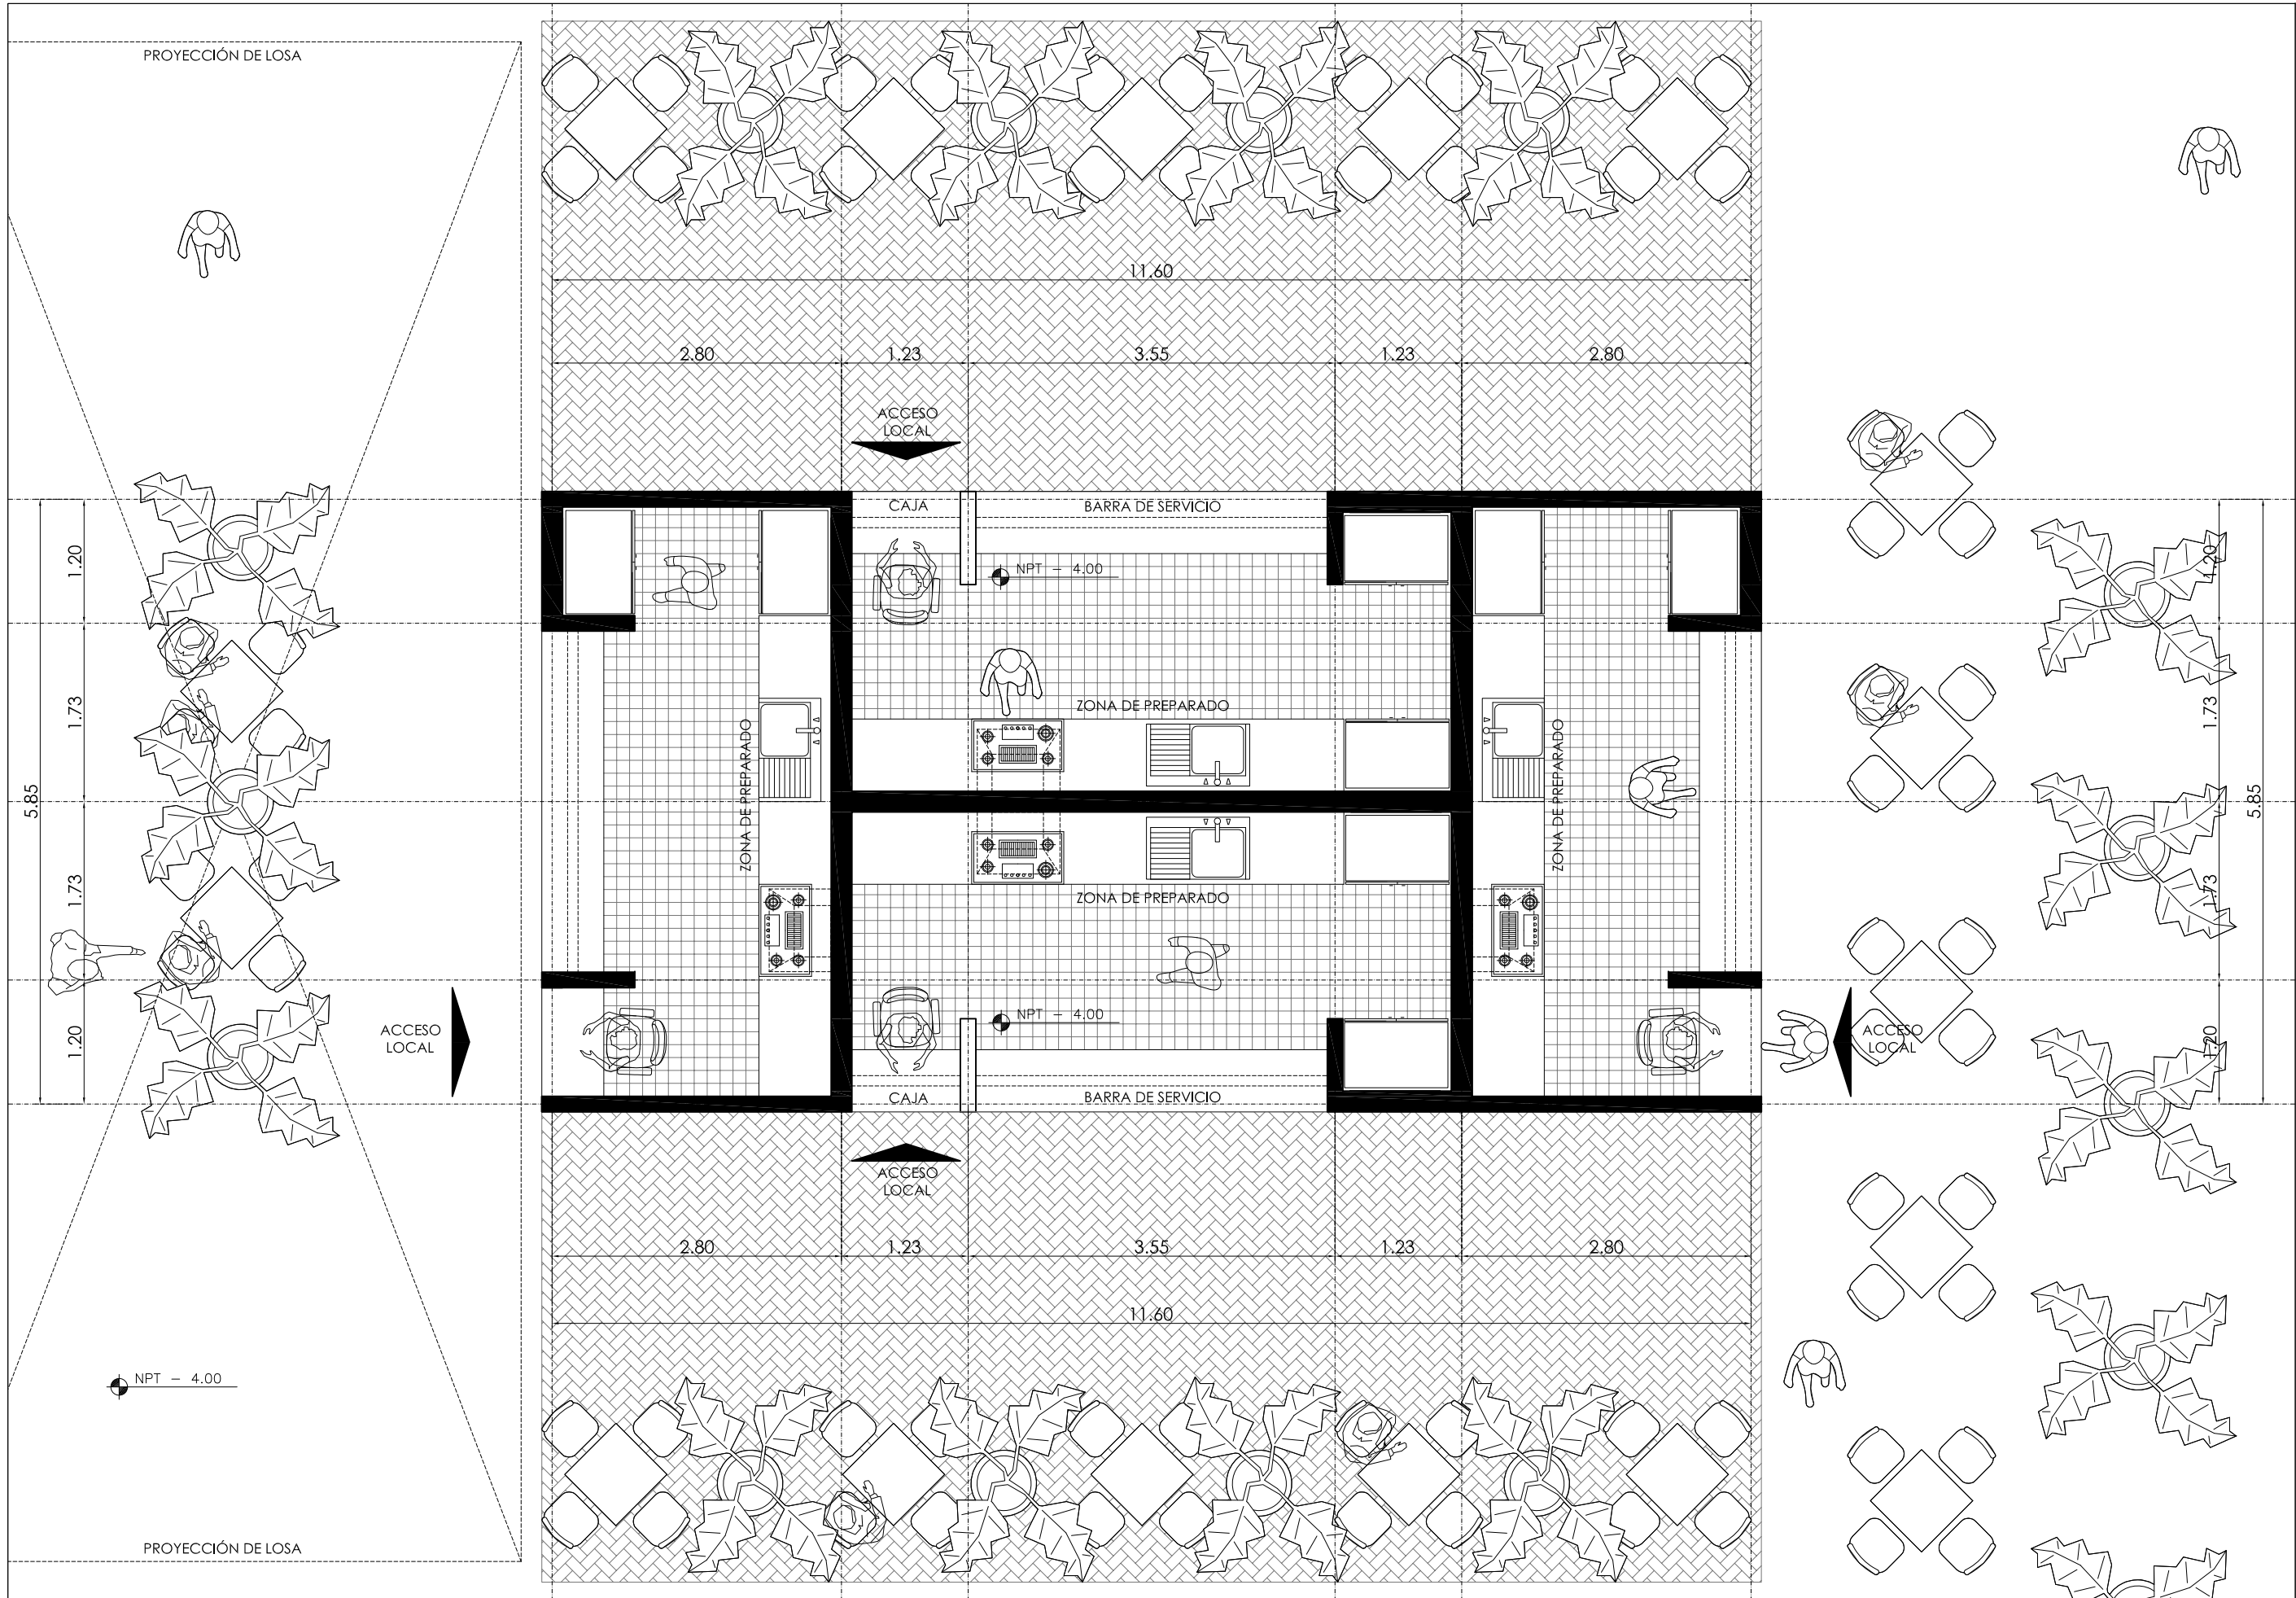 PROYECCIÓN DE LOSA
11.60
2.80
1.23
3.55
1.23
2.80
ACCESO
LOCAL
CAJA
BARRA DE SERVICIO
NPT - 4.00
1.20
1.73
1.73
1.20
5.85
ZONA DE PREPARADO
ZONA DE PREPARADO
ZONA DE PREPARADO
ZONA DE PREPARADO
1.20
1.73
1.73
1.20
5.85
ACCESO
LOCAL
ACCESO
LOCAL
NPT - 4.00
CAJA
BARRA DE SERVICIO
ACCESO
LOCAL
2.80
1.23
3.55
1.23
2.80
11.60
NPT - 4.00
PROYECCIÓN DE LOSA